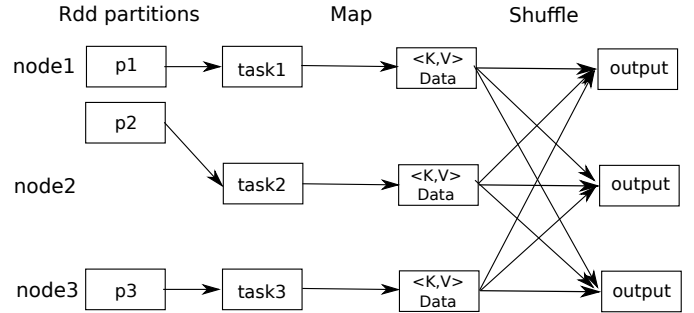 Rdd partitions Map Shuffle
node1 p1 task1 <K,V> output
Data
p2
node2 task2 <K,V> output
Data
node3 p3 task3 <K,V> output
Data